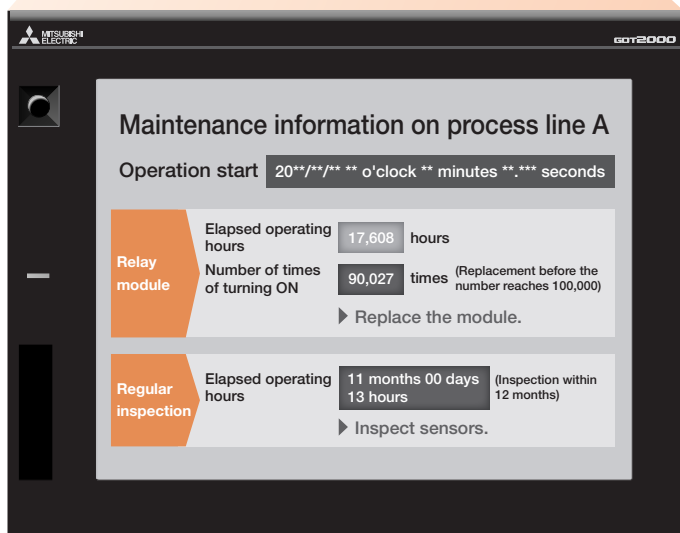 MITSUBISHI
ELECTRIC
GOT2000
Maintenance information on process line A
Operation start 20**/**/** ** o'clock ** minutes **.*** seconds
Relay
module
Elapsed operating
hours
17,608 hours
Number of times
of turning ON
90,027 times
(Replacement before the
number reaches 100,000)
Replace the module.
Regular
inspection
Elapsed operating
hours
11 months 00 days
13 hours
(Inspection within
12 months)
Inspect sensors.